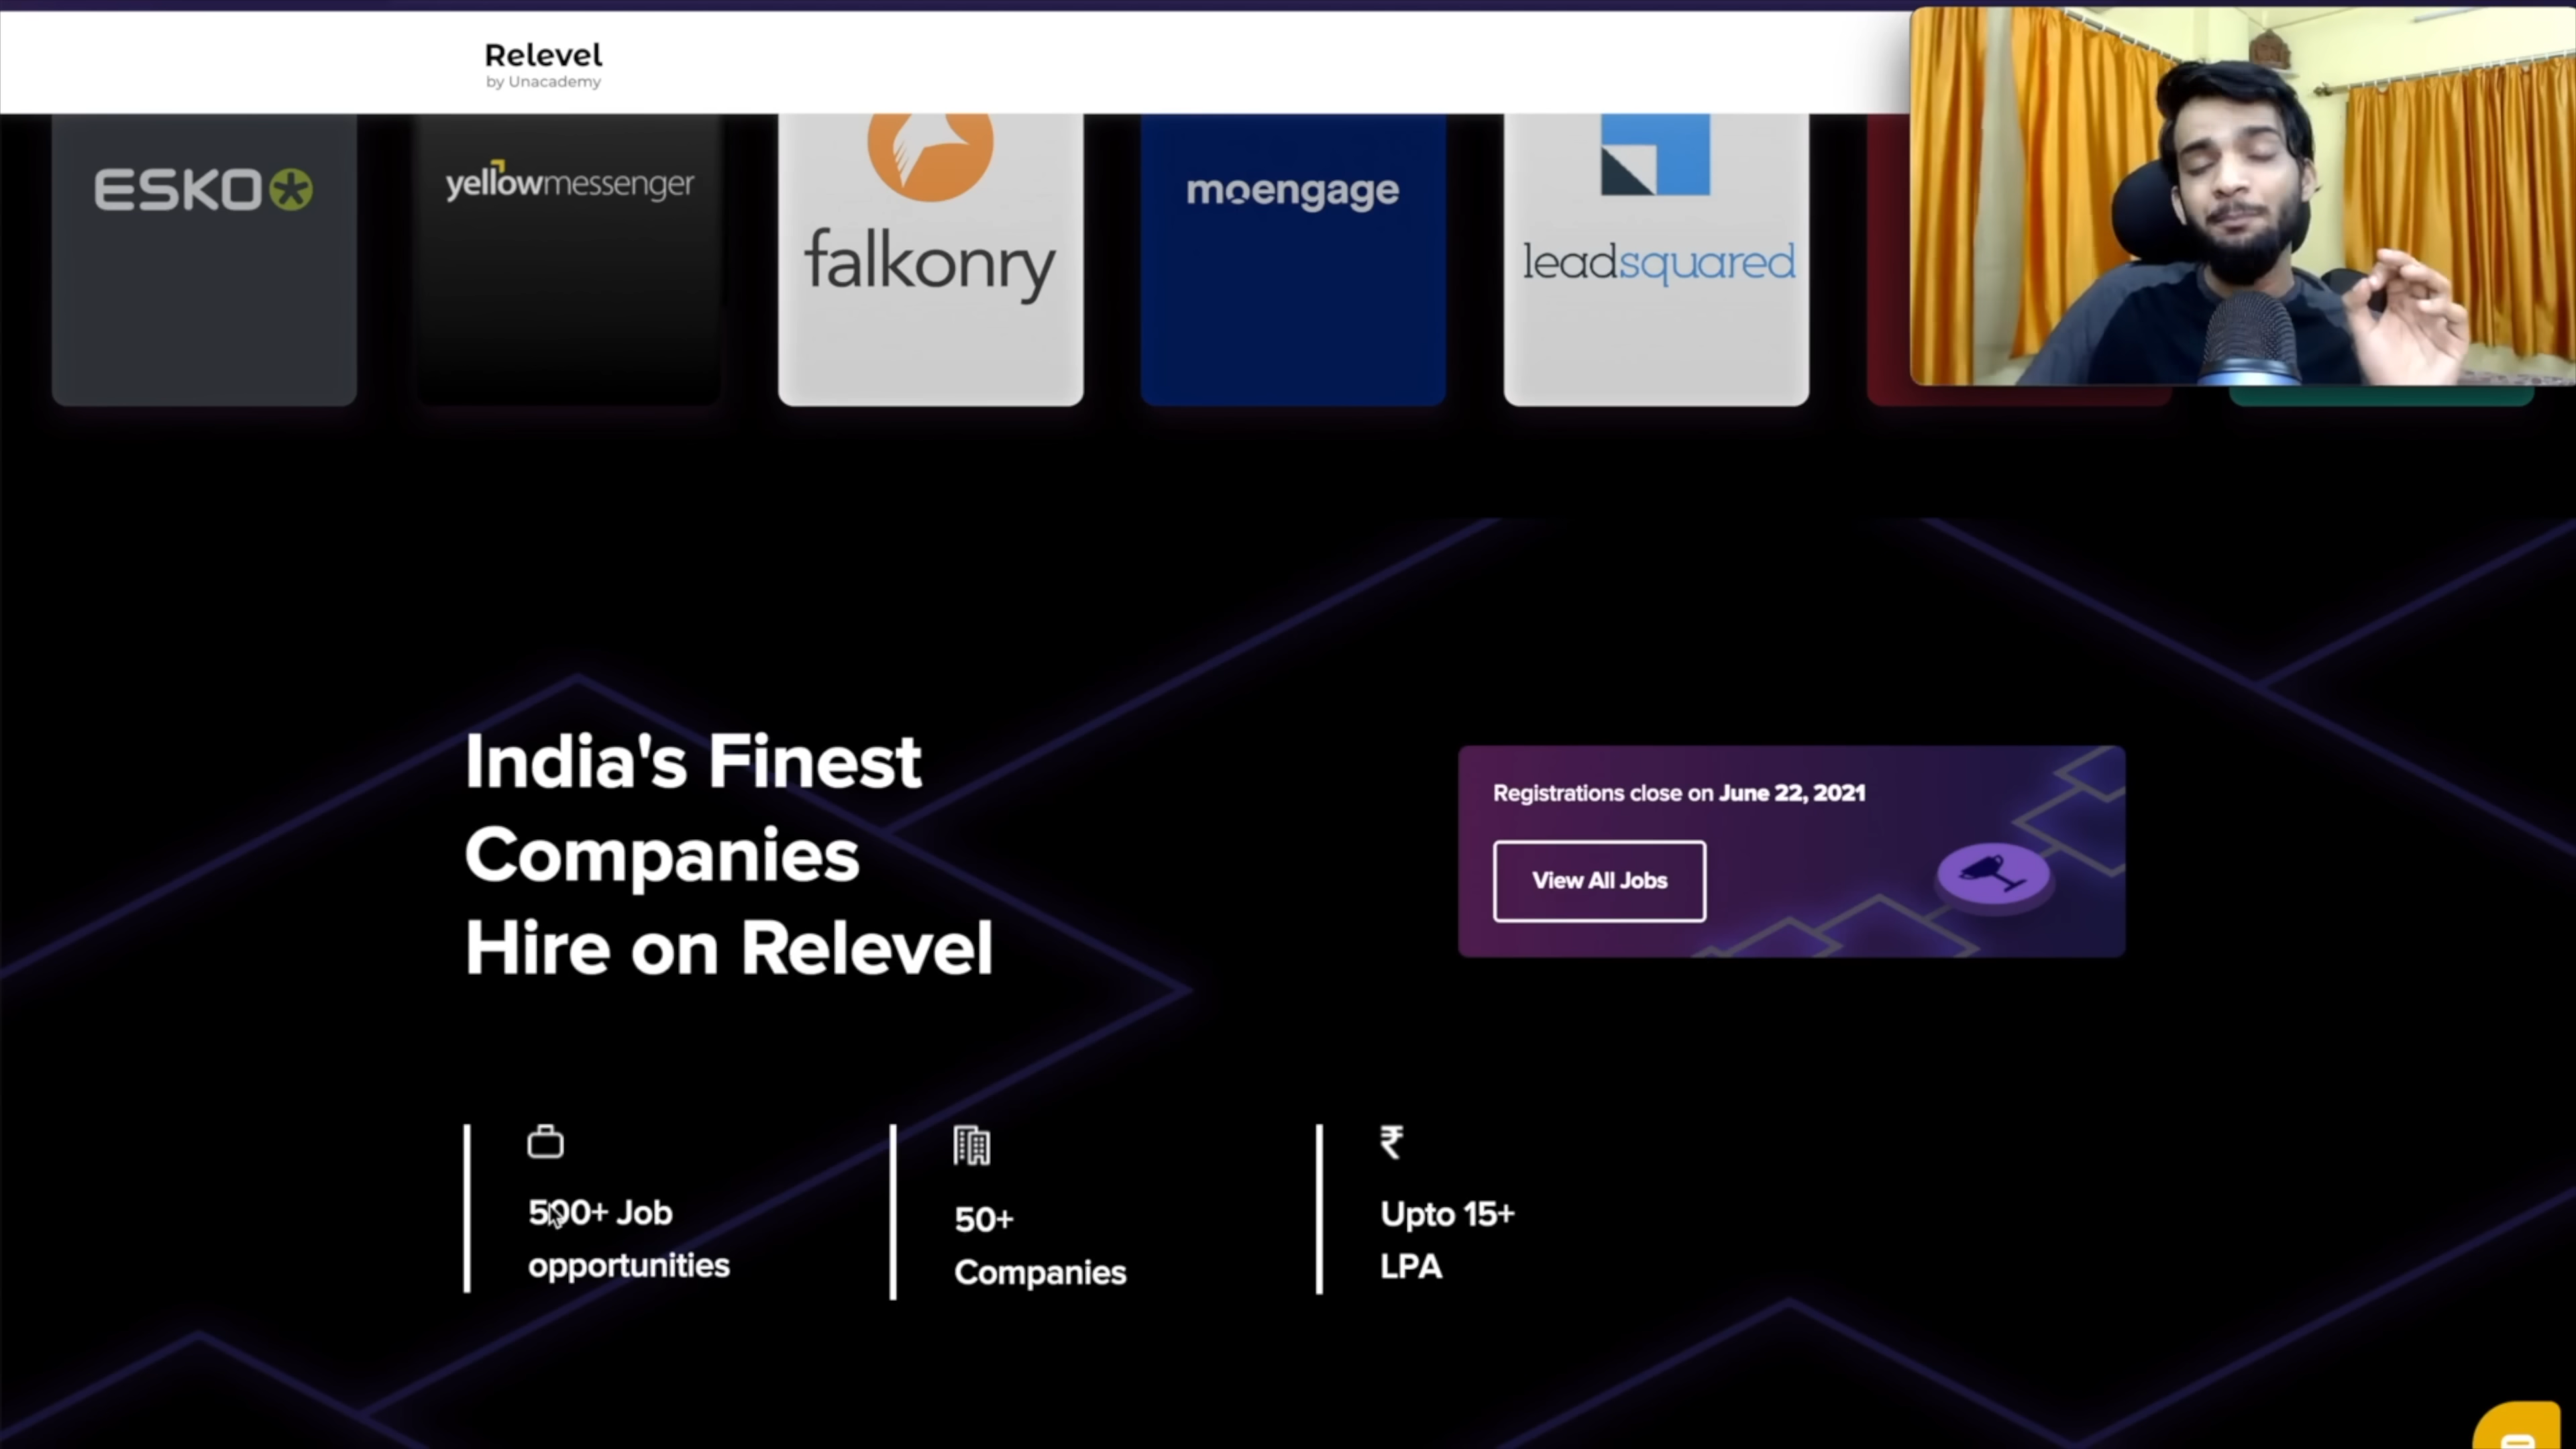 Relevel
by Unacademy
ESKO
yellowmessenger
falkonry
moengage
leadsquared
India's Finest
Companies
Hire on Relevel
Registrations close on June 22, 2021
View All Jobs
500+ Job
opportunities
50+
Companies
₹
Upto 15+
LPA